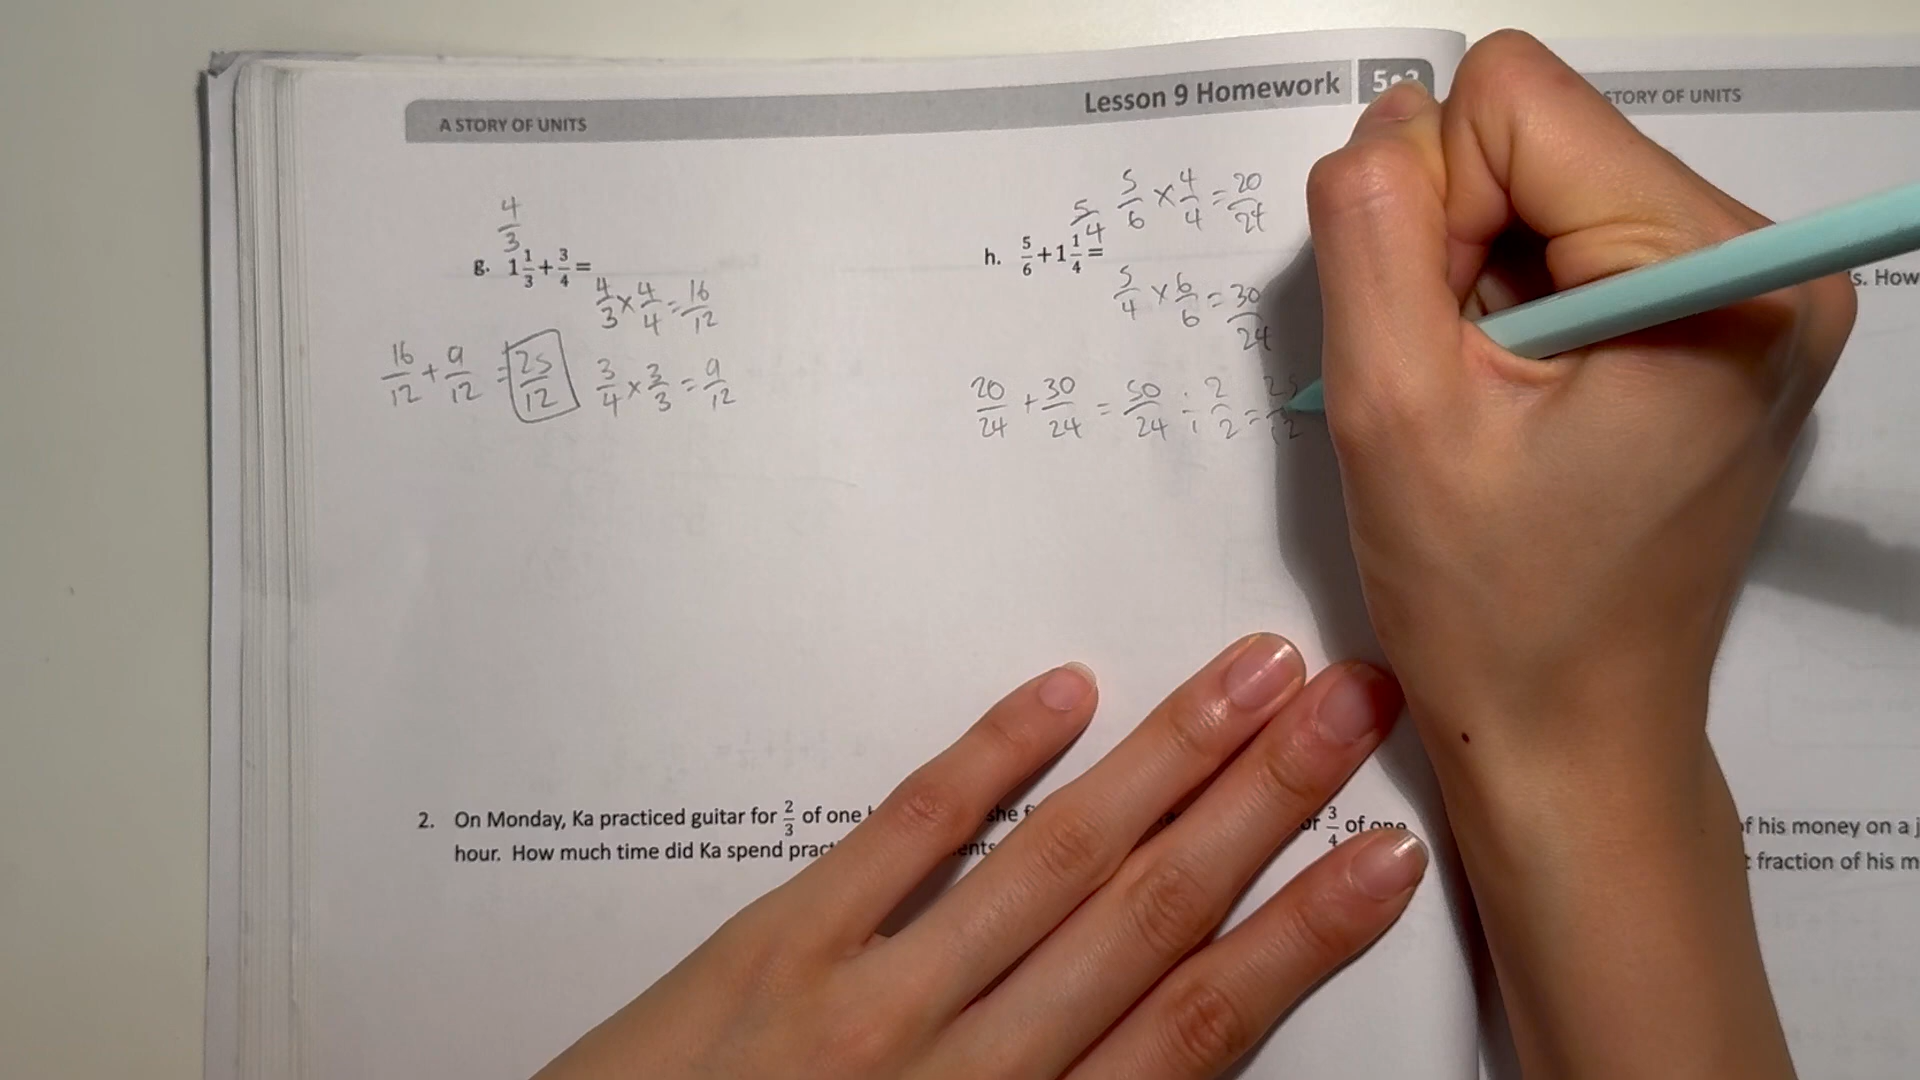 A STORY OF UNITS
Lesson 9 Homework
STORY OF UNITS
4/3
g. 1 1/3 + 3/4 =
4/3 × 4/4 = 16/12
16/12 + 9/12 = 25/12
3/4 × 3/3 = 9/12
5/4
5/6 × 4/4 = 20/24
h. 5/6 + 1 1/4 =
5/4 × 6/6 = 30/24
20/24 + 30/24 = 50/24 ÷ 2/2 = 25/12
s. How
2. On Monday, Ka practiced guitar for 2/3 of one
she
3/4 of one
hour. How much time did Ka spend
f his money on a
fraction of his